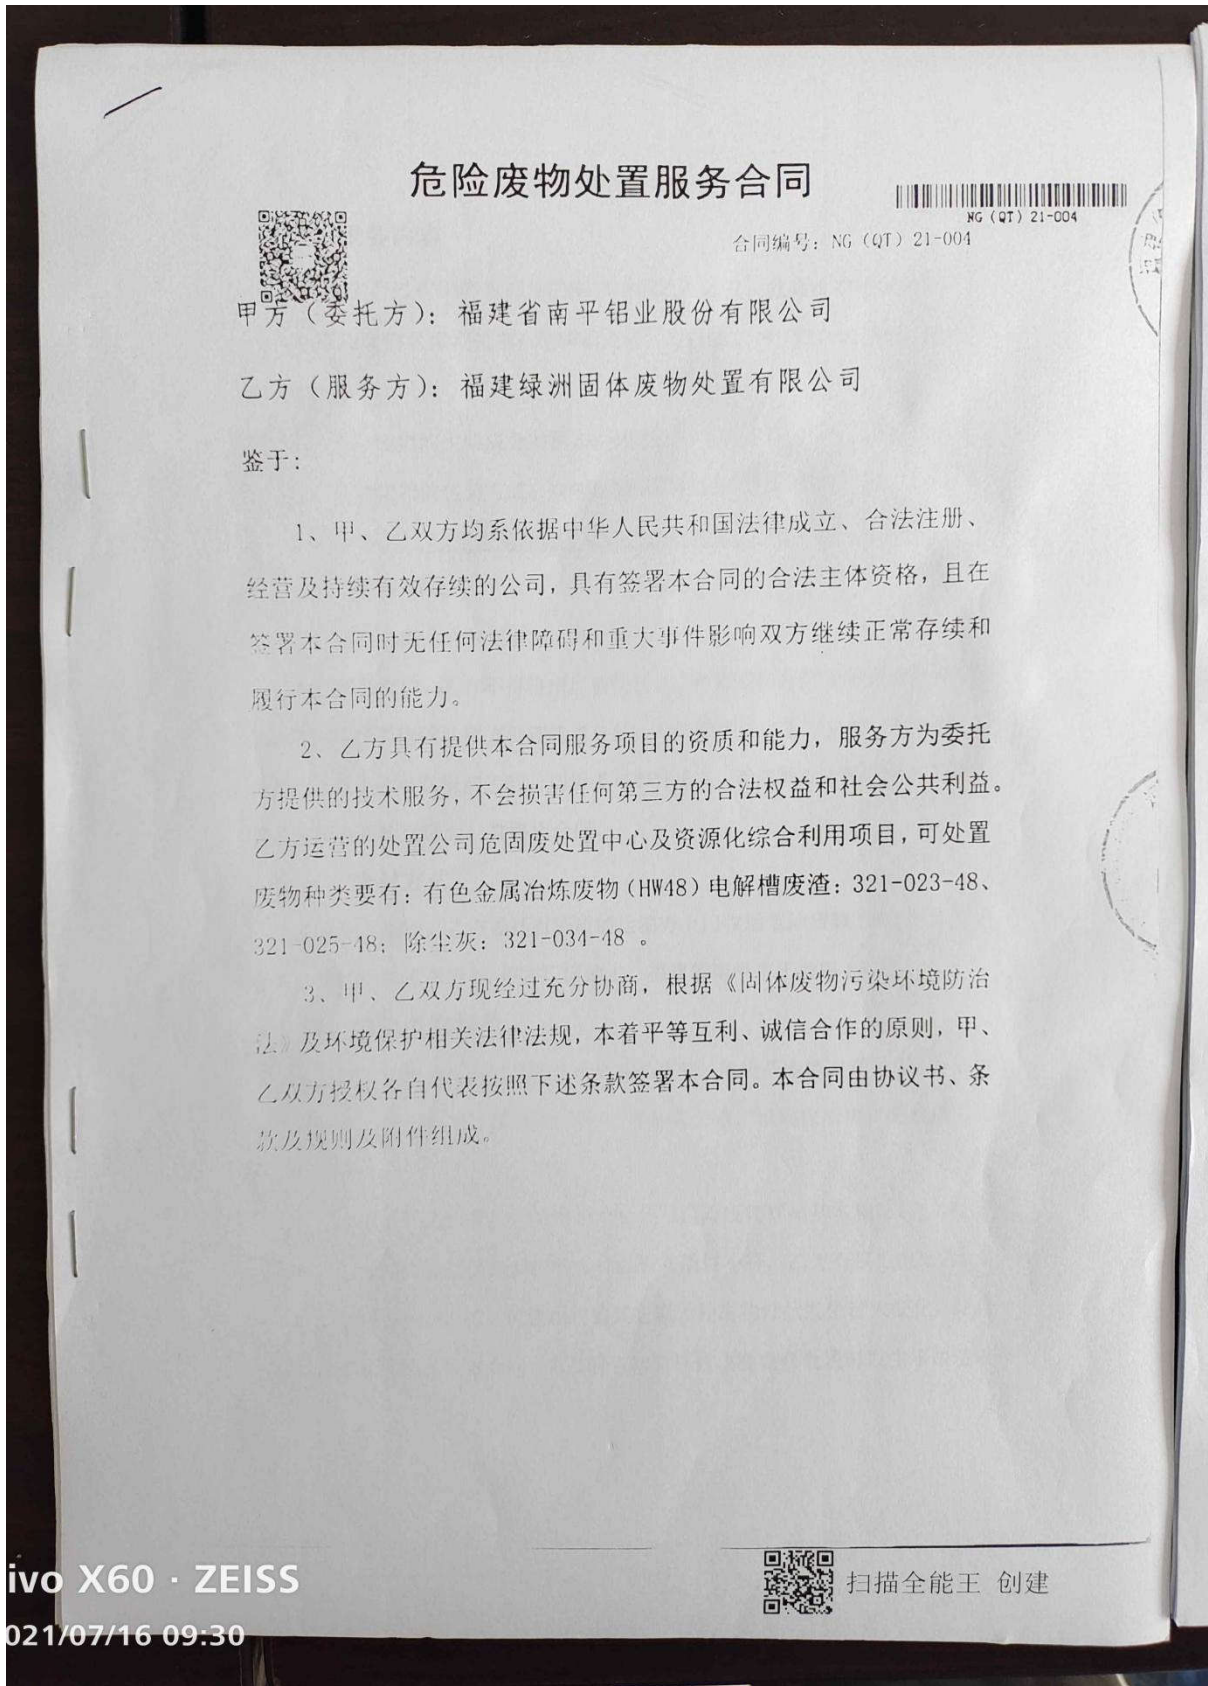 危险废物处置服务合同
NG（QT）21-004
合同编号：NG（QT）21-004
甲方（委托方）：福建省南平铝业股份有限公司
乙方（服务方）：福建绿洲固体废物处置有限公司
鉴于：
1、甲、乙双方均系依据中华人民共和国法律成立、合法注册、
经营及持续有效存续的公司，具有签署本合同的合法主体资格，且在
签署本合同时无任何法律障碍和重大事件影响双方继续正常存续和
履行本合同的能力。
2、乙方具有提供本合同服务项目的资质和能力，服务方为委托
方提供的技术服务，不会损害任何第三方的合法权益和社会公共利益。
乙方运营的处置公司危固废处置中心及资源化综合利用项目，可处置
废物种类要有：有色金属冶炼废物（HW48）电解槽废渣：321-023-48、
321-025-48；除尘灰：321-034-48 。
3、甲、乙双方现经过充分协商，根据《固体废物污染环境防治
法》及环境保护相关法律法规，本着平等互利、诚信合作的原则，甲、
乙双方授权各自代表按照下述条款签署本合同。本合同由协议书、条
款及规则及附件组成。
扫描全能王 创建
ivo X60 · ZEISS
021/07/16 09:30